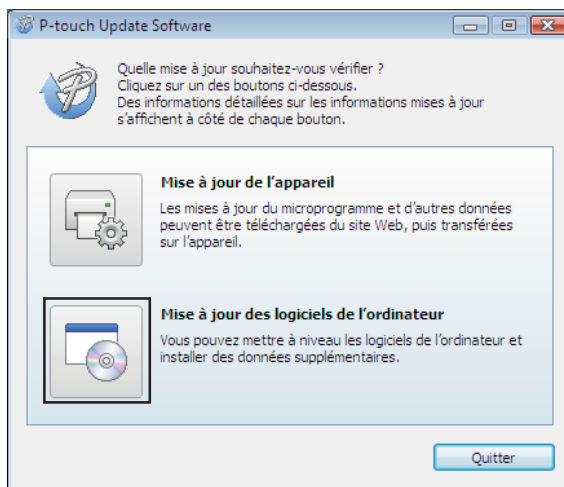 P-touch Update Software
Quelle mise à jour souhaitez-vous vérifier ?
Cliquez sur un des boutons ci-dessous.
Des informations détaillées sur les informations mises à jour
s'affichent à côté de chaque bouton.
Mise à jour de l'appareil
Les mises à jour du microprogramme et d'autres données
peuvent être téléchargées du site Web, puis transférées
sur l'appareil.
Mise à jour des logiciels de l'ordinateur
Vous pouvez mettre à niveau les logiciels de l'ordinateur et
installer des données supplémentaires.
Quitter